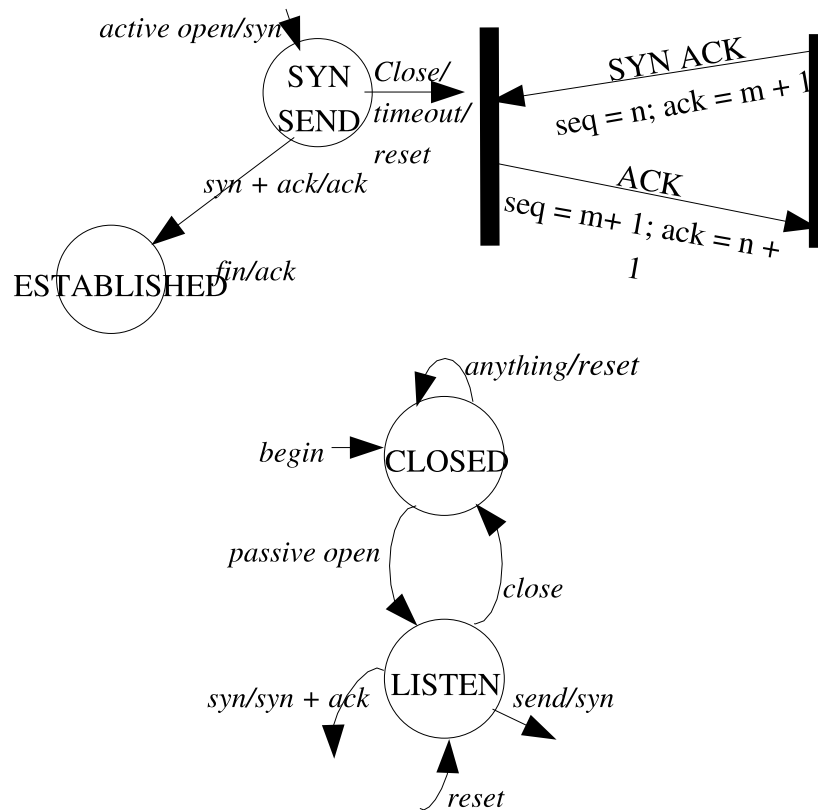 active open/syn
SYN
SEND
Close/
timeout/
reset
syn + ack/ack
ESTABLISHED
fin/ack
SYN ACK
seq = n; ack = m + 1
ACK
seq = m+ 1; ack = n +
1
anything/reset
begin
CLOSED
passive open
close
LISTEN
syn/syn + ack
send/syn
reset